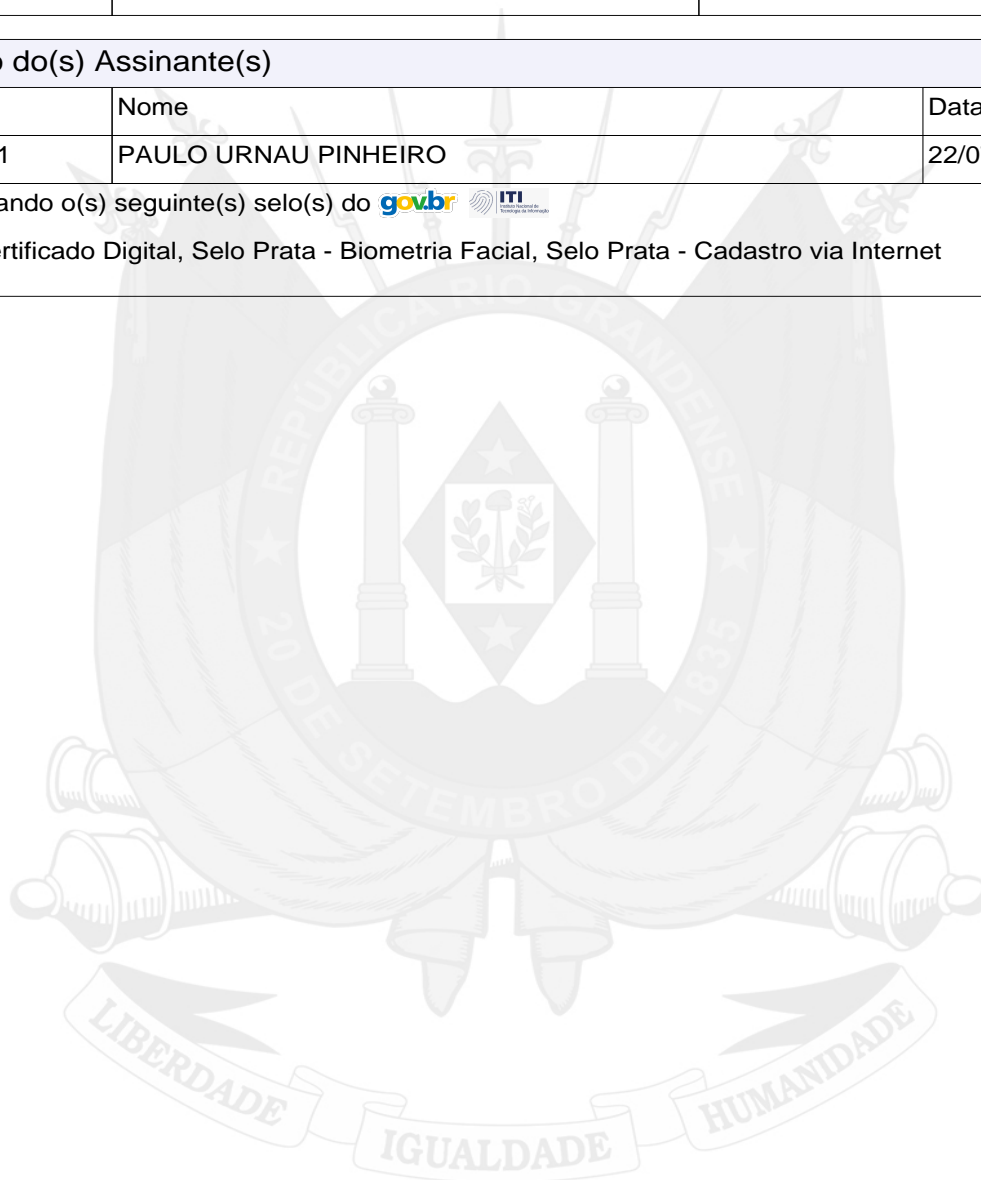 o do(s) Assinante(s)
Nome Data
1 PAULO URNAU PINHEIRO 22/0
ando o(s) seguinte(s) selo(s) do gov.br ITI
rtificado Digital, Selo Prata - Biometria Facial, Selo Prata - Cadastro via Internet
REPÚBLICA RIO GRANDENSE
20 DE SETEMBRO DE 1835
LIBERDADE IGUALDADE HUMANIDADE